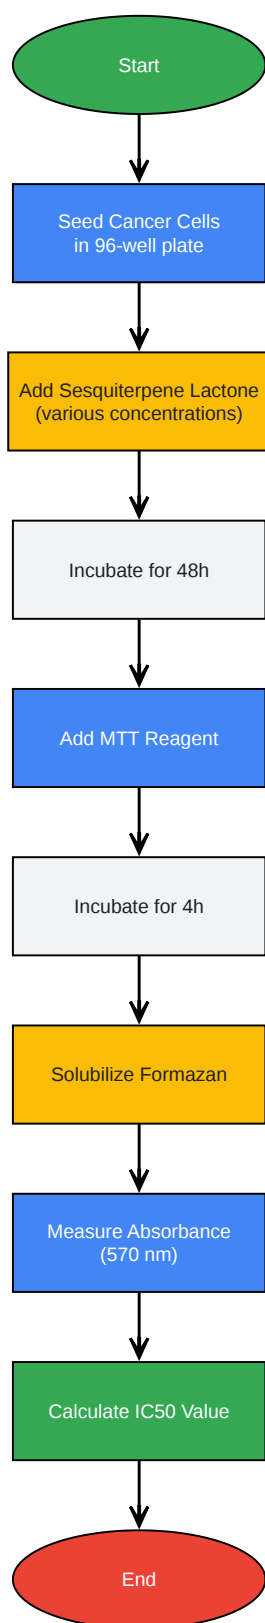 Start
Seed Cancer Cells
in 96-well plate
Add Sesquiterpene Lactone
(various concentrations)
Incubate for 48h
Add MTT Reagent
Incubate for 4h
Solubilize Formazan
Measure Absorbance
(570 nm)
Calculate IC50 Value
End